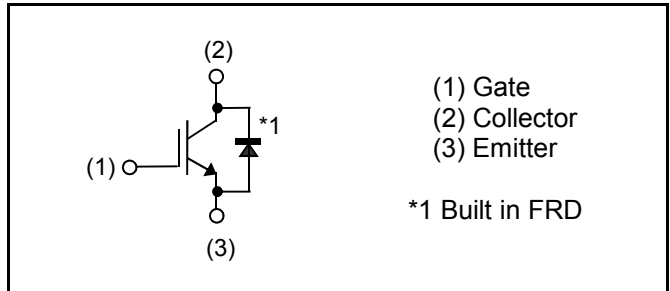 (2)
*1
(1)
(3)
(1) Gate
(2) Collector
(3) Emitter
*1 Built in FRD